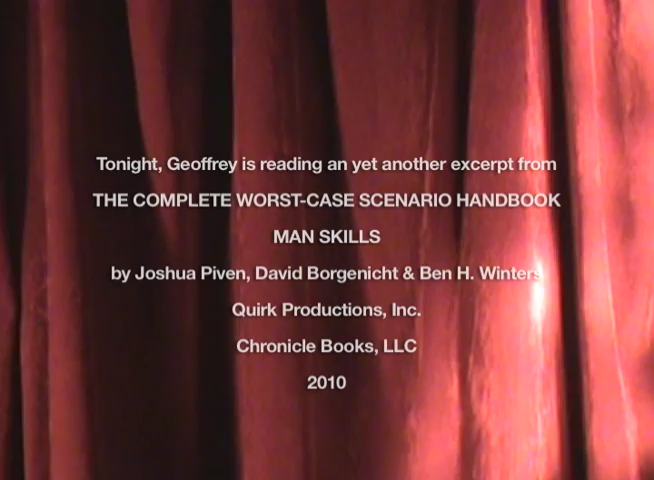 Tonight, Geoffrey is reading an yet another excerpt from
THE COMPLETE WORST-CASE SCENARIO HANDBOOK
MAN SKILLS
by Joshua Piven, David Borgenicht & Ben H. Winters
Quirk Productions, Inc.
Chronicle Books, LLC
2010